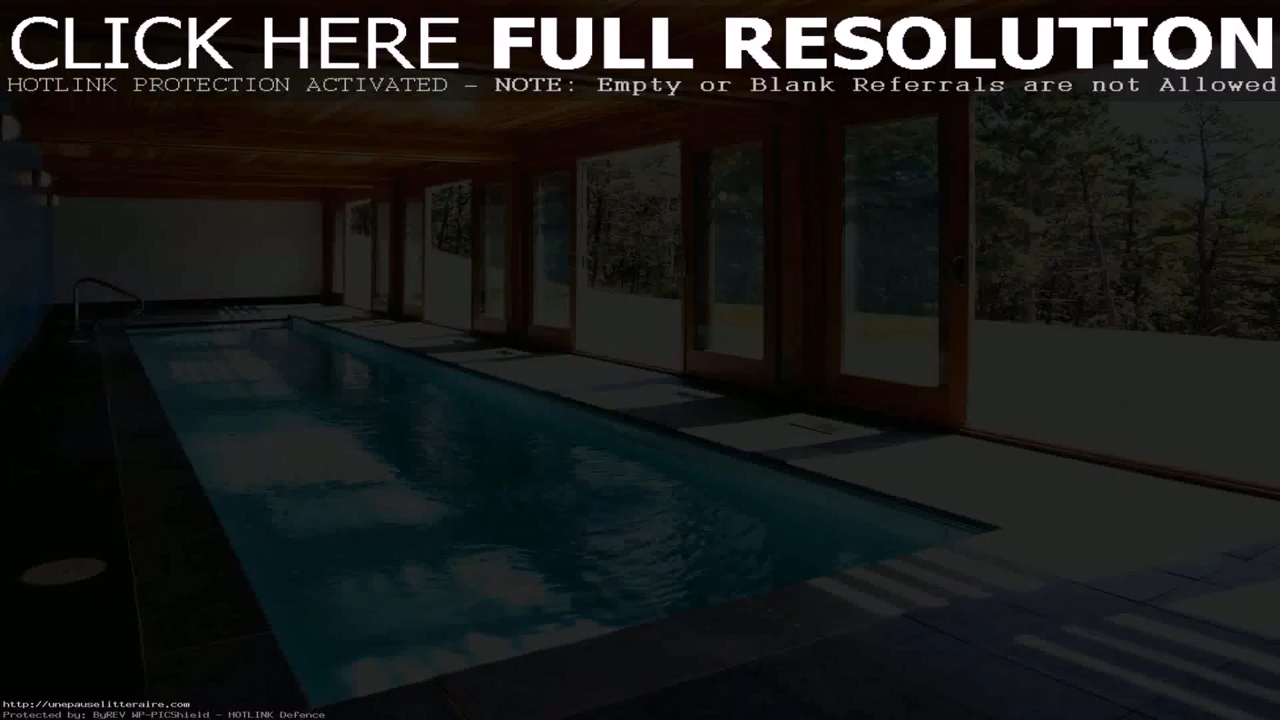 CLICK HERE FULL RESOLUTION
HOTLINK PROTECTION ACTIVATED - NOTE: Empty or Blank Referrals are not Allowed
http://unepauselitteraire.com
Protected by: ByREV WP-PICShield - HOTLINK Defence